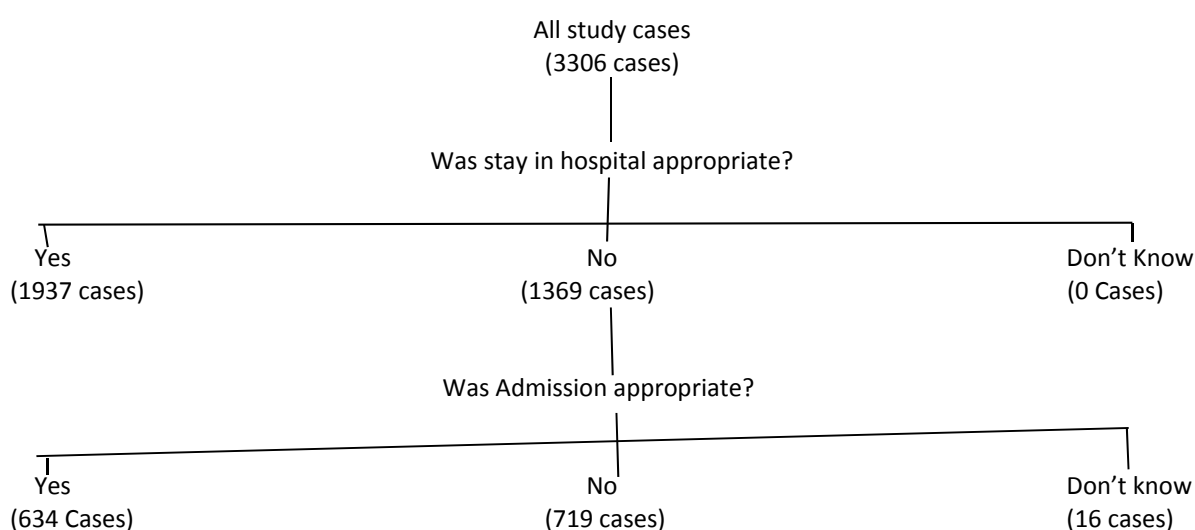 All study cases
(3306 cases)
Was stay in hospital appropriate?
Yes
(1937 cases)
No
(1369 cases)
Don’t Know
(0 Cases)
Was Admission appropriate?
Yes
(634 Cases)
No
(719 cases)
Don’t know
(16 cases)